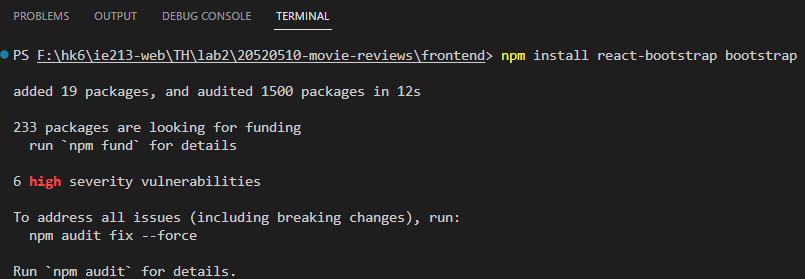 PROBLEMS OUTPUT DEBUG CONSOLE TERMINAL
PS F:\hk6\ie213-web\TH\lab2\20520510-movie-reviews\frontend> npm install react-bootstrap bootstrap
added 19 packages, and audited 1500 packages in 12s
233 packages are looking for funding
  run `npm fund` for details
6 high severity vulnerabilities
To address all issues (including breaking changes), run:
  npm audit fix --force
Run `npm audit` for details.